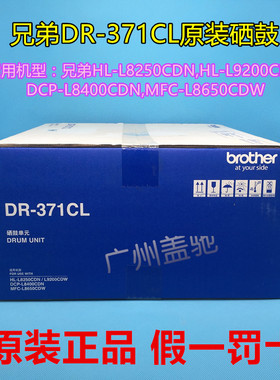 兄弟DR-371CL原装硒鼓
用机型：兄弟HL-L8250CDN,HL-L9200C
DCP-L8400CDN,MFC-L8650CDW
brother
at your side
DR-371CL
硒鼓单元
DRUM UNIT
广州盖驰
HL-L8250CDN / L9200CDW
DCP-L8400CDN
MFC-L8650CDW
原装正品 假一罚十